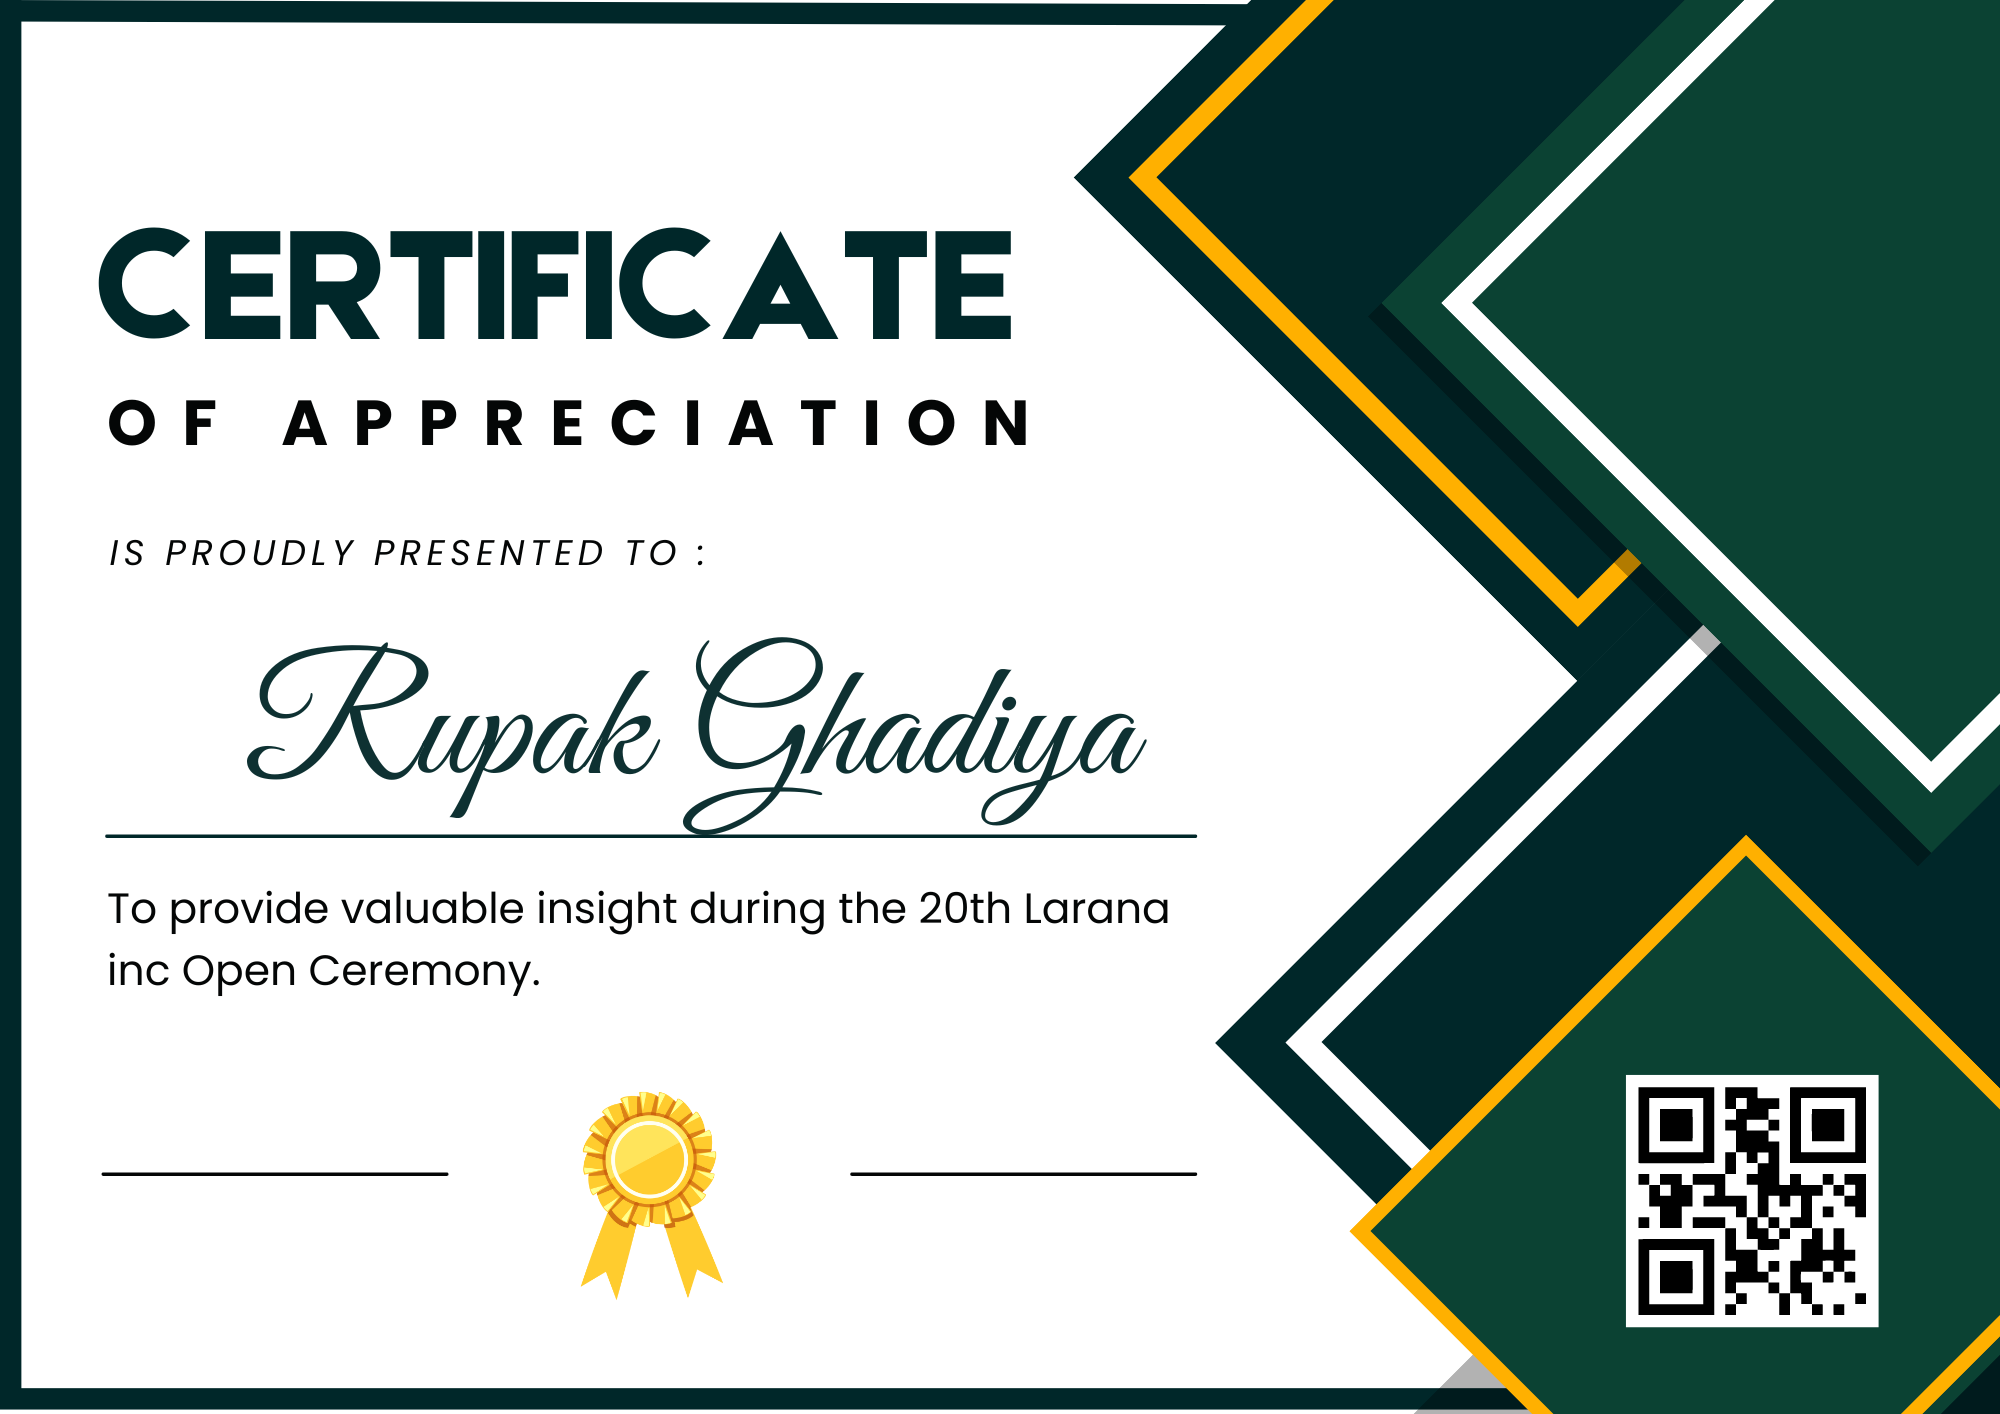 CERTIFICATE
OF APPRECIATION
IS PROUDLY PRESENTED TO :
Rupak Ghadiya
To provide valuable insight during the 20th Larana
inc Open Ceremony.